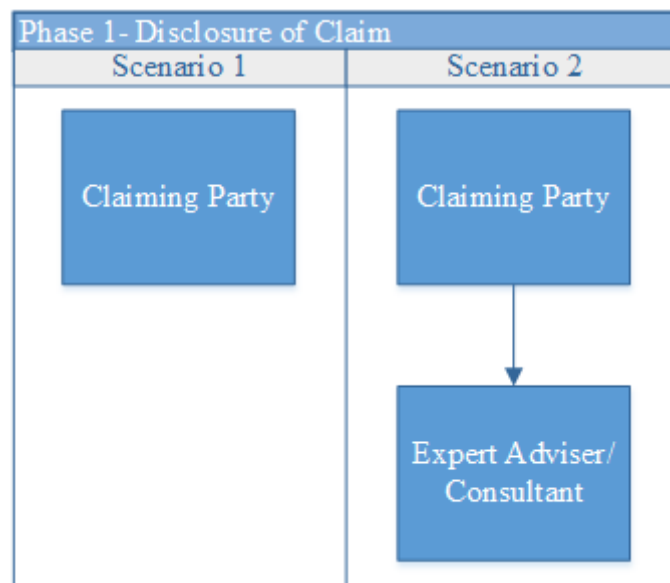 Phase 1- Disclosure of Claim
Scenario 1
Scenario 2
Claiming Party
Claiming Party
Expert Adviser/
Consultant